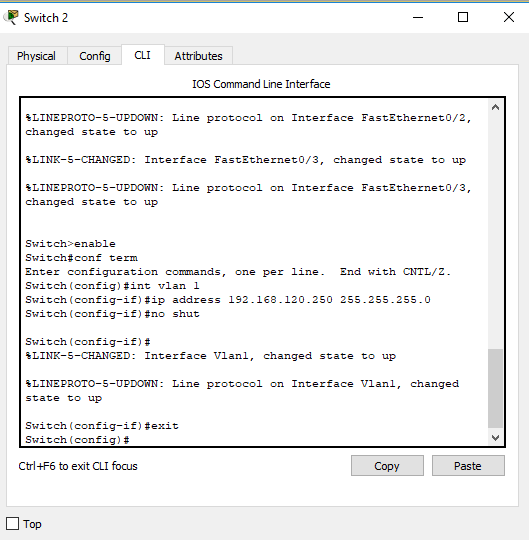 Switch 2
Physical Config CLI Attributes
IOS Command Line Interface
%LINEPROTO-5-UPDOWN: Line protocol on Interface FastEthernet0/2,
changed state to up
%LINK-5-CHANGED: Interface FastEthernet0/3, changed state to up
%LINEPROTO-5-UPDOWN: Line protocol on Interface FastEthernet0/3,
changed state to up
Switch>enable
Switch#conf term
Enter configuration commands, one per line.  End with CNTL/Z.
Switch(config)#int vlan 1
Switch(config-if)#ip address 192.168.120.250 255.255.255.0
Switch(config-if)#no shut
Switch(config-if)#
%LINK-5-CHANGED: Interface Vlan1, changed state to up
%LINEPROTO-5-UPDOWN: Line protocol on Interface Vlan1, changed
state to up
Switch(config-if)#exit
Switch(config)#
Ctrl+F6 to exit CLI focus
Copy Paste
Top